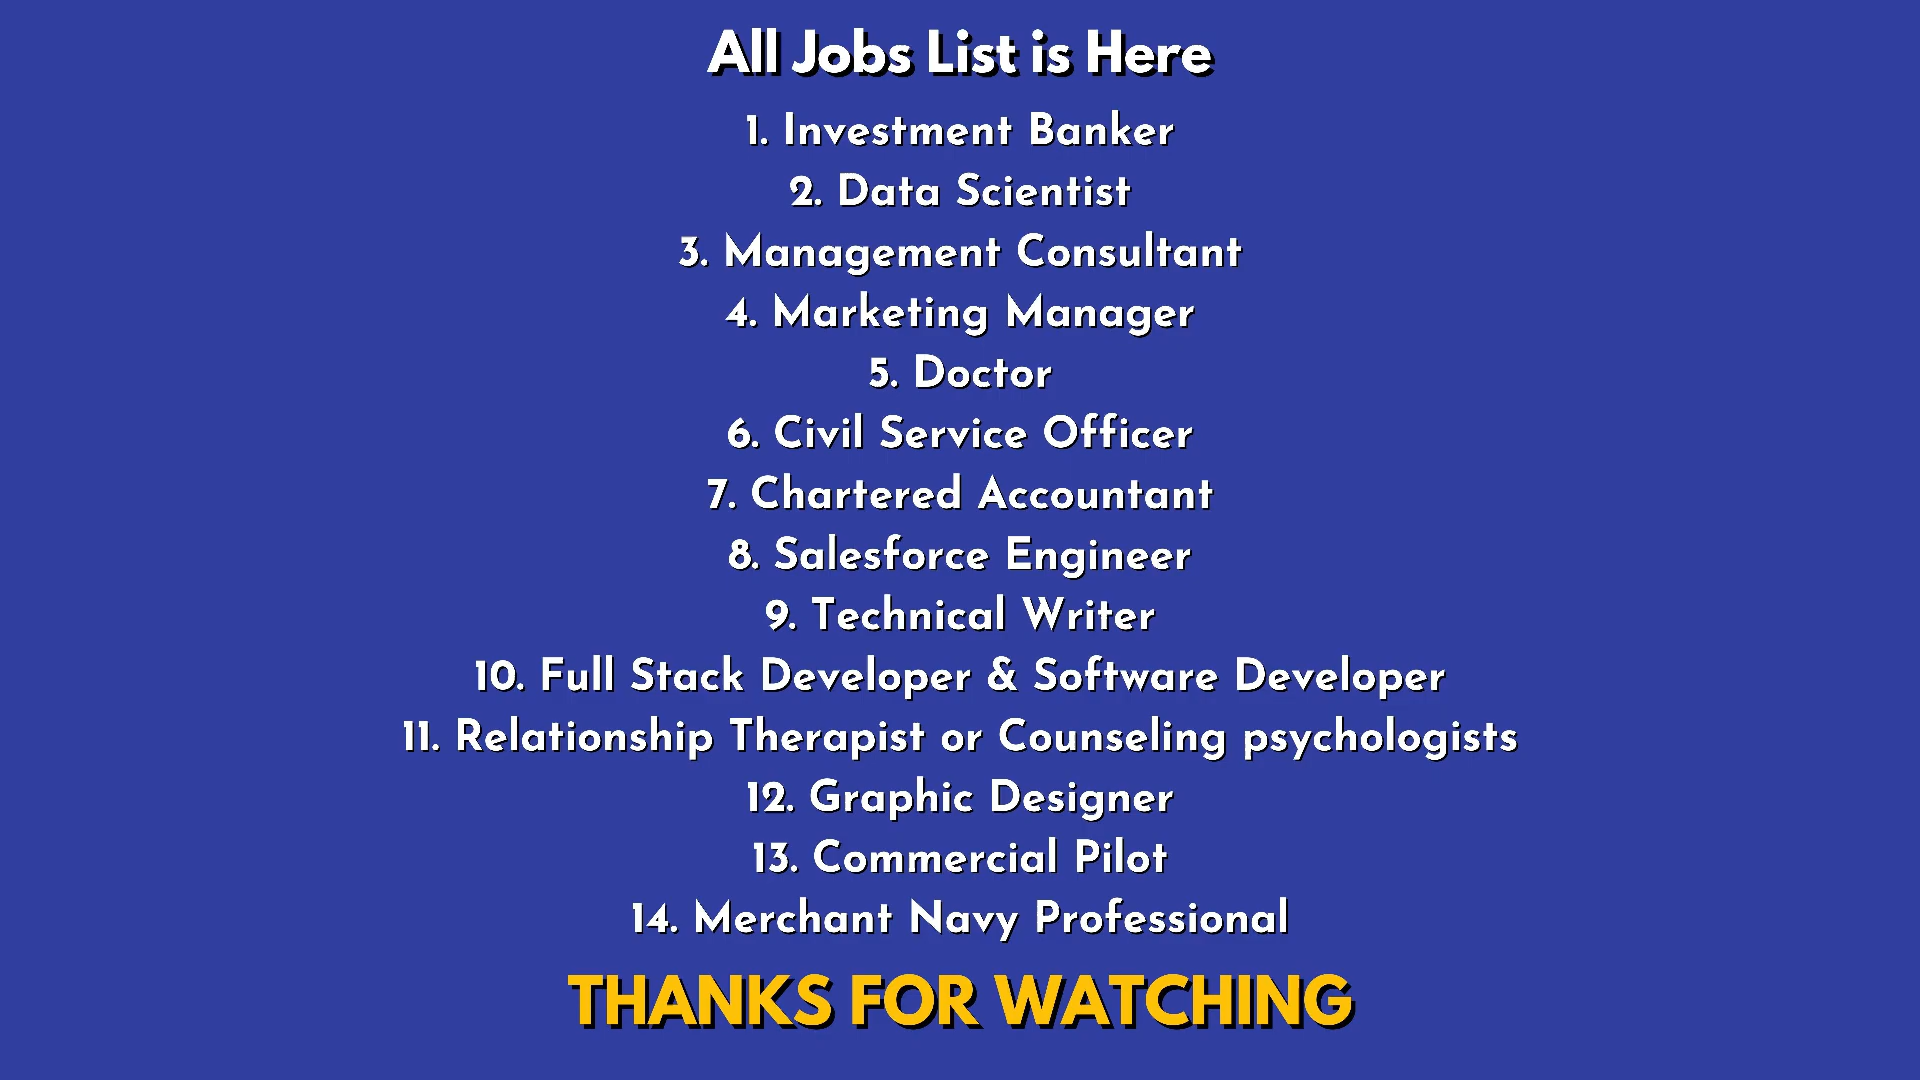 All Jobs List is Here
1. Investment Banker
2. Data Scientist
3. Management Consultant
4. Marketing Manager
5. Doctor
6. Civil Service Officer
7. Chartered Accountant
8. Salesforce Engineer
9. Technical Writer
10. Full Stack Developer & Software Developer
11. Relationship Therapist or Counseling psychologists
12. Graphic Designer
13. Commercial Pilot
14. Merchant Navy Professional
THANKS FOR WATCHING